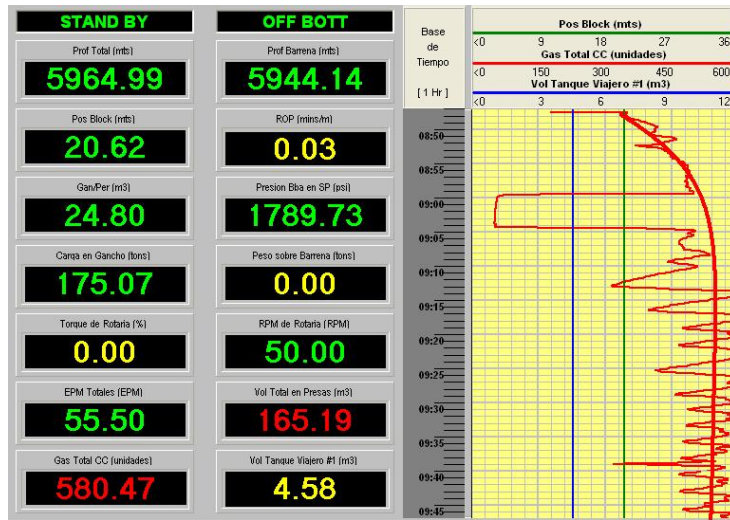 STAND BY
OFF BOTT
Prof Total (mts)
5964.99
Prof Barrena (mts)
5944.14
Pos Block (mts)
20.62
ROP (mins/m)
0.03
Gan/Per (m3)
24.80
Presion Bba en SP (psi)
1789.73
Carga en Gancho (tons)
175.07
Peso sobre Barrena (tons)
0.00
Torque de Rotaria (%)
0.00
RPM de Rotaria (RPM)
50.00
EPM Totales (EPM)
55.50
Vol Total en Presas (m3)
165.19
Gas Total CC (unidades)
580.47
Vol Tanque Viajero #1 (m3)
4.58
Base
de
Tiempo
[ 1 Hr ]
Pos Block (mts)
<0 9 18 27 36
Gas Total CC (unidades)
<0 150 300 450 600
Vol Tanque Viajero #1 (m3)
<0 3 6 9 12
08:50
08:55
09:00
09:05
09:10
09:15
09:20
09:25
09:30
09:35
09:40
09:45